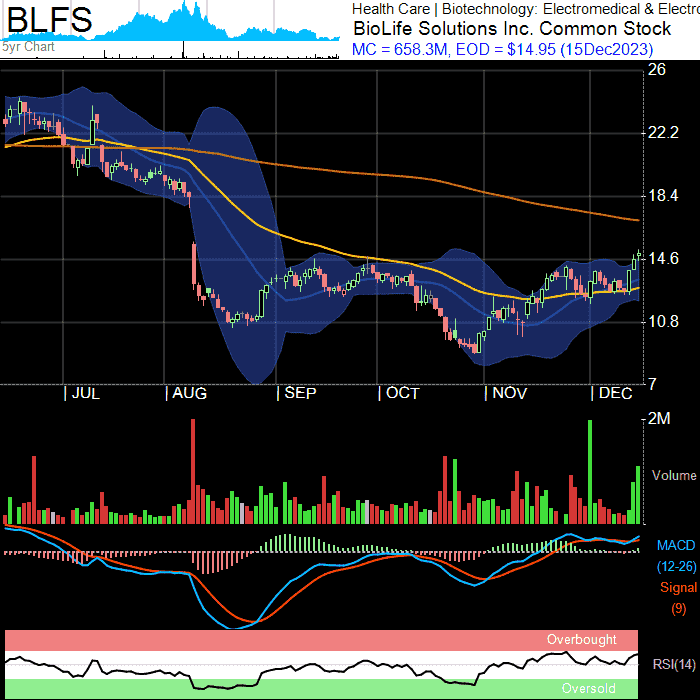 BLFS
5yr Chart
Health Care | Biotechnology: Electromedical & Electro
BioLife Solutions Inc. Common Stock
MC = 658.3M, EOD = $14.95 (15Dec2023)
26
22.2
18.4
14.6
10.8
7
| JUL | AUG | SEP | OCT | NOV | DEC
2M
Volume
MACD
(12-26)
Signal
(9)
Overbought
RSI(14)
Oversold